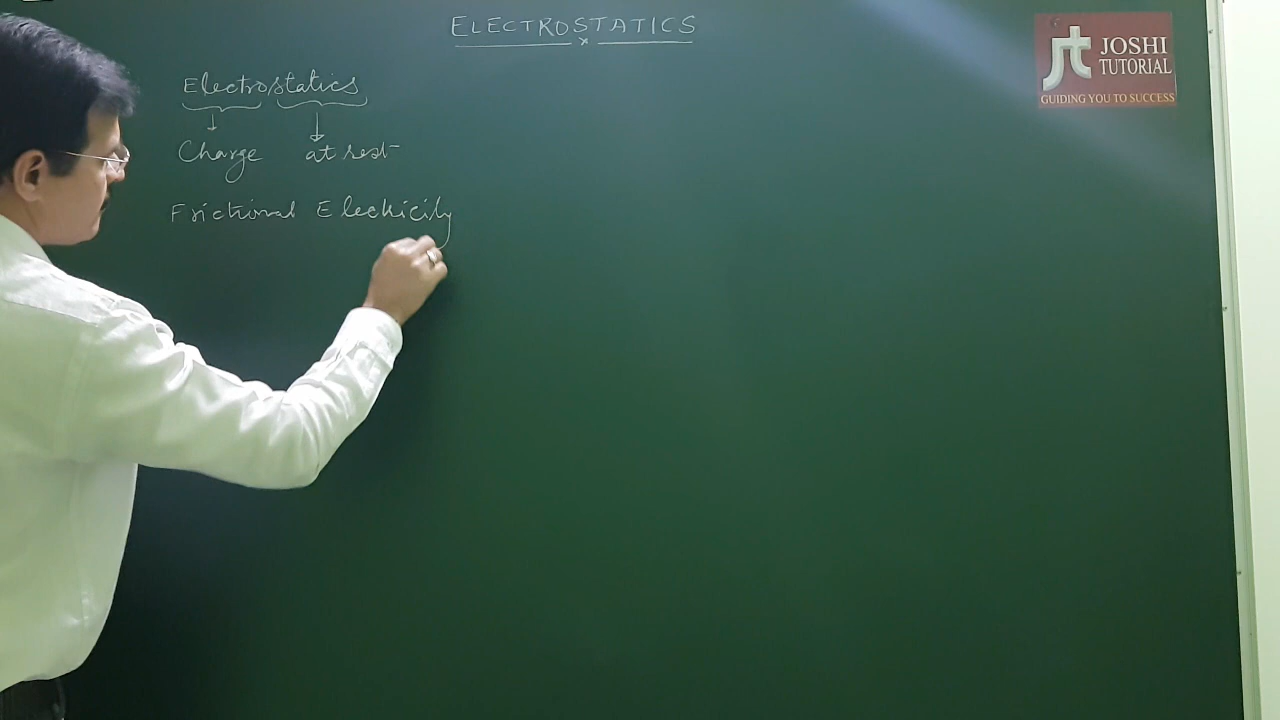 ELECTROSTATICS
Electrostatics
Charge at rest
Frictional Electricity
JT JOSHI
TUTORIAL
GUIDING YOU TO SUCCESS